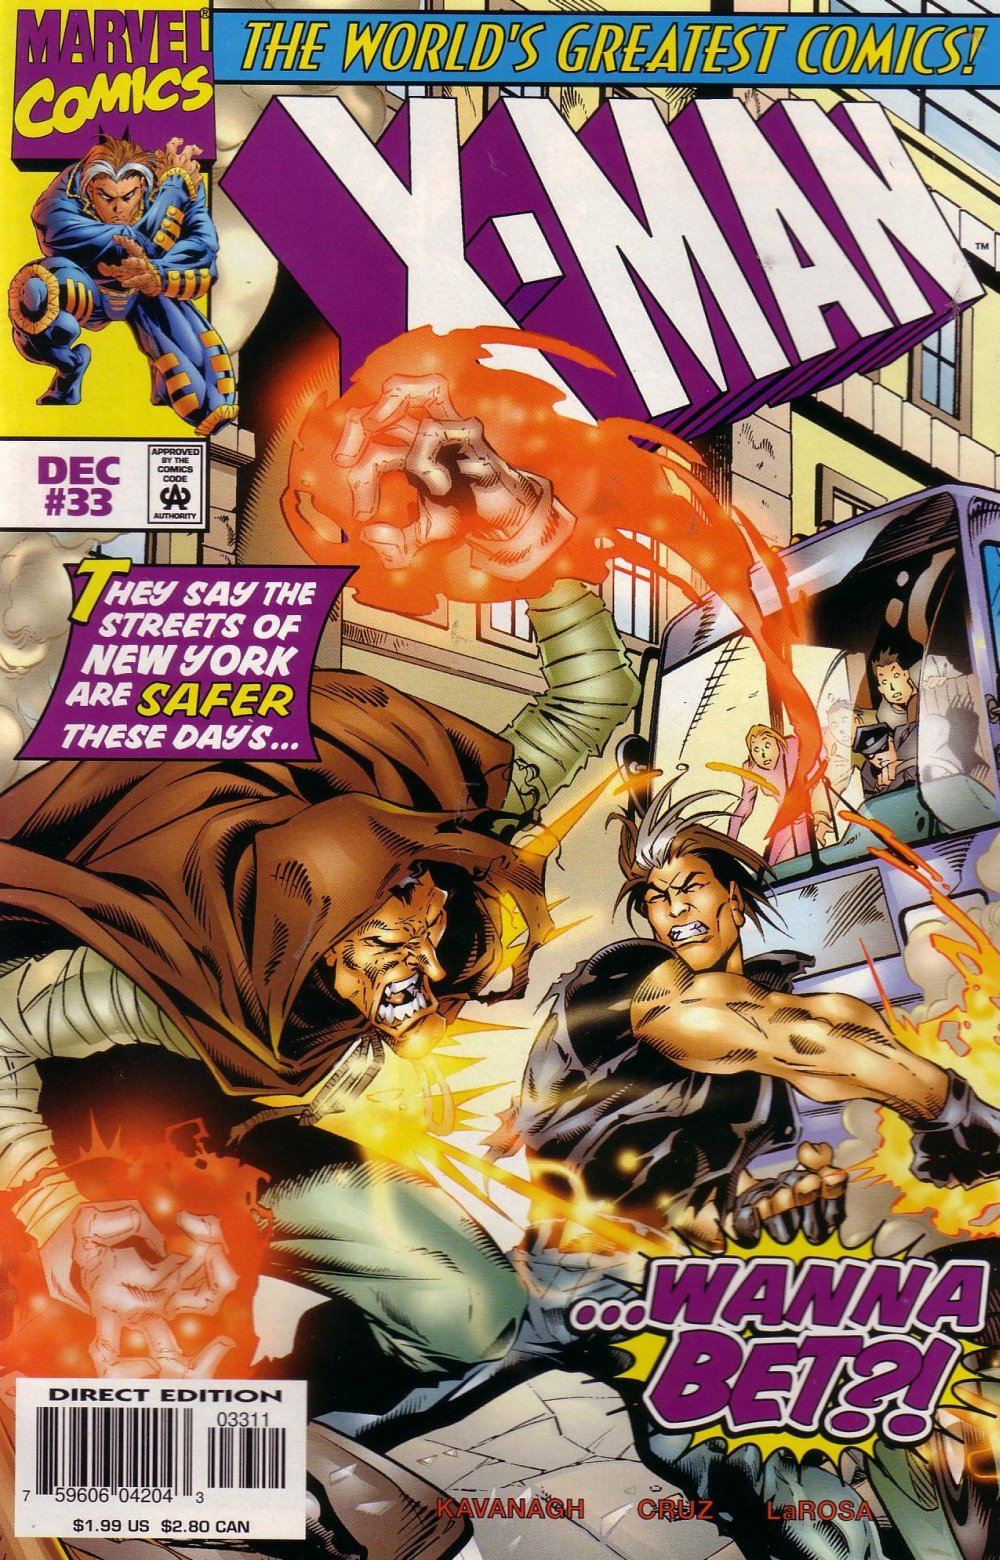 MARVEL®
COMICS
THE WORLD'S GREATEST COMICS!
X-MAN™
DEC
#33
APPROVED
BY THE
COMICS
CODE
CA
AUTHORITY
THEY SAY THE
STREETS OF
NEW YORK
ARE SAFER
THESE DAYS...
...WANNA
BET?!
DIRECT EDITION
03311
7 59606 04204 3
$1.99 US $2.80 CAN
KAVANAGH CRUZ LaROSA